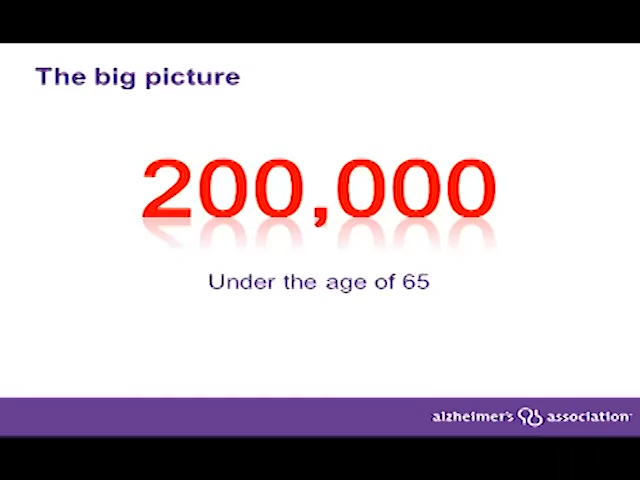 The big picture
200,000
Under the age of 65
alzheimer's association